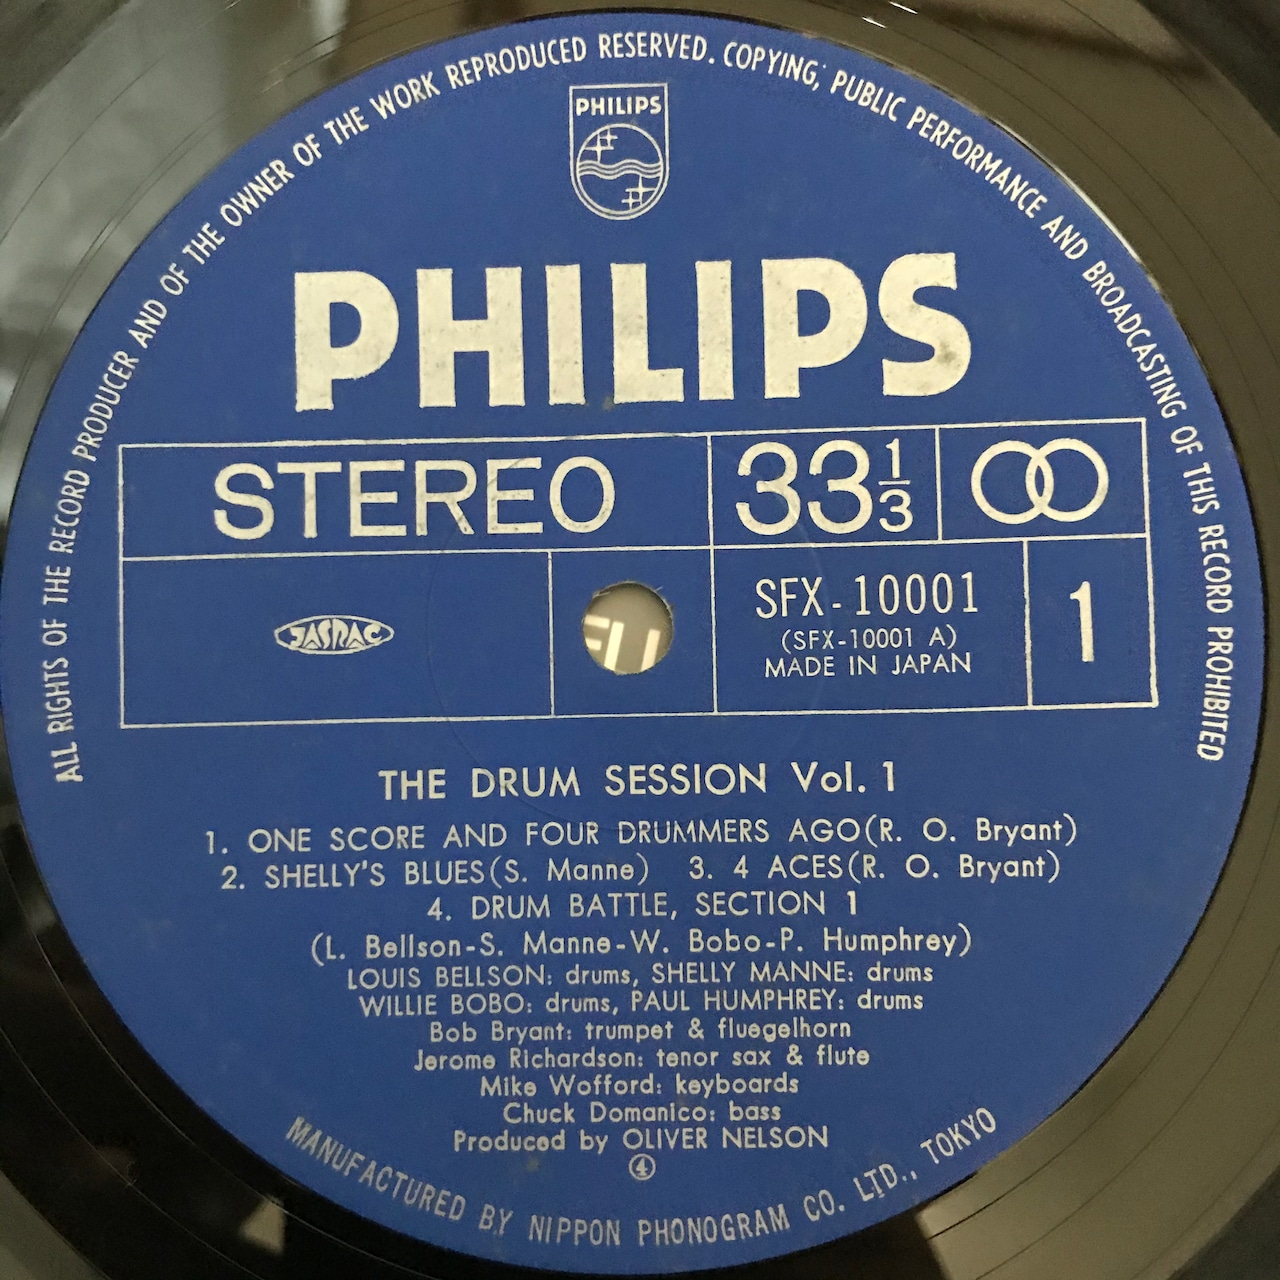 ALL RIGHTS OF THE RECORD PRODUCER AND OF THE OWNER OF THE WORK REPRODUCED RESERVED. COPYING, PUBLIC PERFORMANCE AND BROADCASTING OF THIS RECORD PROHIBITED
PHILIPS
PHILIPS
STEREO
33 1/3
JASRAC
SFX-10001
(SFX-10001 A)
MADE IN JAPAN
1
THE DRUM SESSION Vol. 1
1. ONE SCORE AND FOUR DRUMMERS AGO(R. O. Bryant)
2. SHELLY'S BLUES(S. Manne) 3. 4 ACES(R. O. Bryant)
4. DRUM BATTLE, SECTION 1
(L. Bellson-S. Manne-W. Bobo-P. Humphrey)
LOUIS BELLSON: drums, SHELLY MANNE: drums
WILLIE BOBO: drums, PAUL HUMPHREY: drums
Bob Bryant: trumpet & fluegelhorn
Jerome Richardson: tenor sax & flute
Mike Wofford: keyboards
Chuck Domanico: bass
Produced by OLIVER NELSON
④
MANUFACTURED BY NIPPON PHONOGRAM CO. LTD., TOKYO